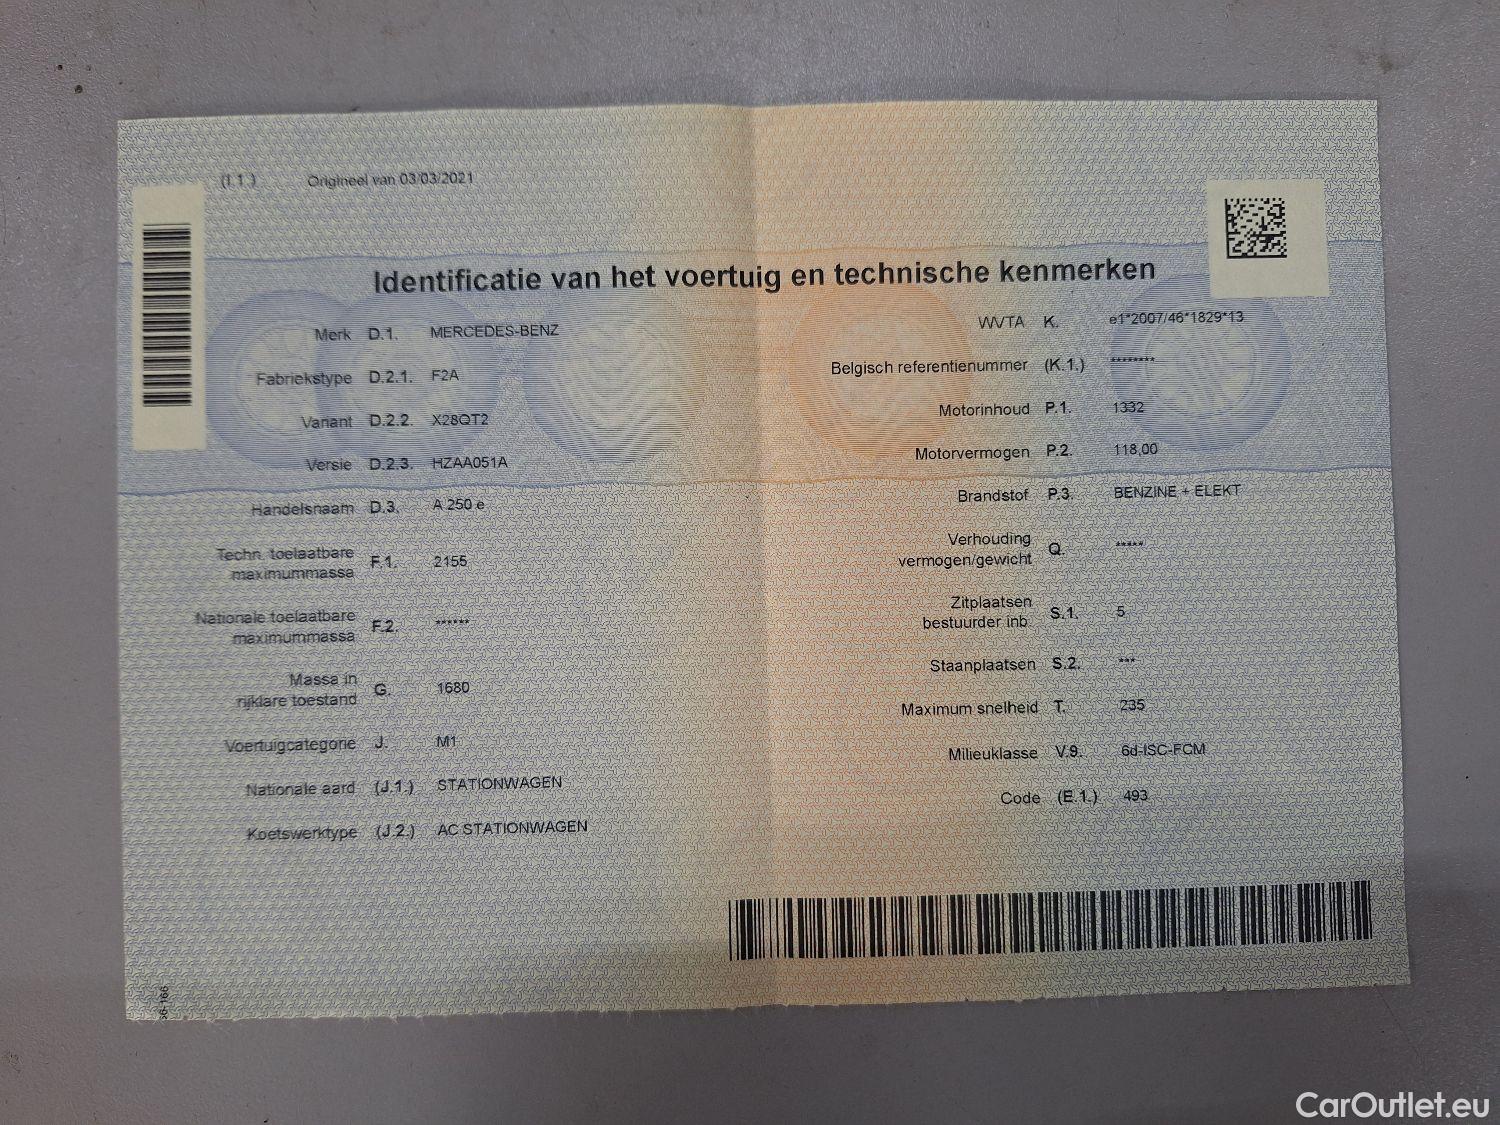 (I.1.) Origineel van 03/03/2021
Identificatie van het voertuig en technische kenmerken
Merk D.1. MERCEDES-BENZ
Fabriekstype D.2.1. F2A
Variant D.2.2. X28QT2
Versie D.2.3. HZAA051A
Handelsnaam D.3. A 250 e
Techn. toelaatbare
maximummassa F.1. 2155
Nationale toelaatbare
maximummassa F.2. ******
Massa in
rijklare toestand G. 1680
Voertuigcategorie J. M1
Nationale aard (J.1.) STATIONWAGEN
Koetswerktype (J.2.) AC STATIONWAGEN
WVTA K. e1*2007/46*1829*13
Belgisch referentienummer (K.1.) ********
Motorinhoud P.1. 1332
Motorvermogen P.2. 118,00
Brandstof P.3. BENZINE + ELEKT
Verhouding
vermogen/gewicht Q. *****
Zitplaatsen
bestuurder inb. S.1. 5
Staanplaatsen S.2. ***
Maximum snelheid T. 235
Milieuklasse V.9. 6d-ISC-FCM
Code (E.1.) 493
CarOutlet.eu